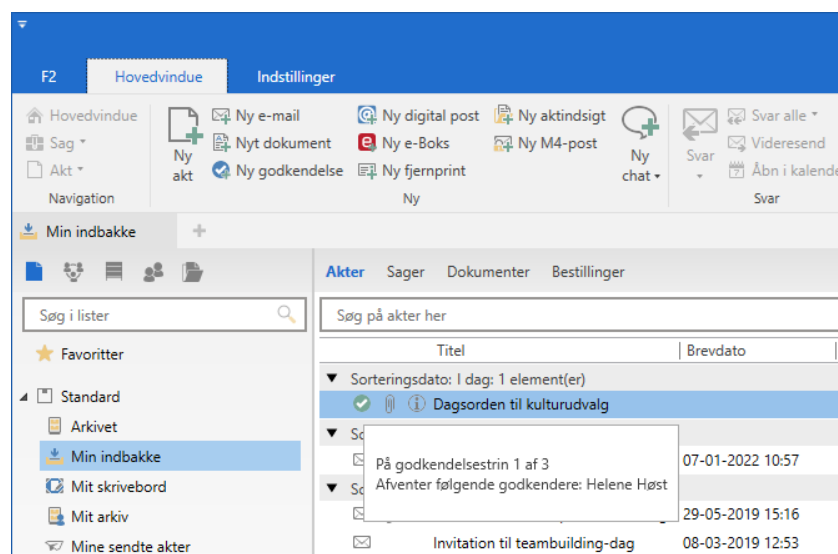 F2 Hovedvindue Indstillinger
Hovedvindue
Sag
Akt
Navigation
Ny akt
Ny e-mail
Nyt dokument
Ny godkendelse
Ny digital post
Ny e-Boks
Ny fjernprint
Ny aktindsigt
Ny M4-post
Ny chat
Ny
Svar
Svar alle
Videresend
Åbn i kalende
Svar
Min indbakke
Søg i lister
Favoritter
Standard
Arkivet
Min indbakke
Mit skrivebord
Mit arkiv
Mine sendte akter
Akter Sager Dokumenter Bestillinger
Søg på akter her
Titel Brevdato
Sorteringsdato: I dag: 1 element(er)
Dagsorden til kulturudvalg
På godkendelsestrin 1 af 3
Afventer følgende godkendere: Helene Høst
07-01-2022 10:57
29-05-2019 15:16
Invitation til teambuilding-dag 08-03-2019 12:53